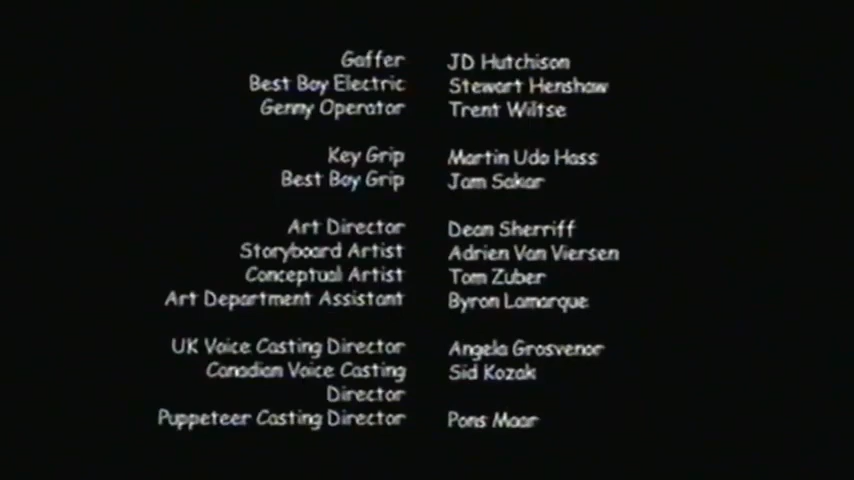 Gaffer JD Hutchison
Best Boy Electric Stewart Henshaw
Genny Operator Trent Wiltse
Key Grip Martin Udo Hass
Best Boy Grip Jam Sakar
Art Director Dean Sherriff
Storyboard Artist Adrien Van Viersen
Conceptual Artist Tom Zuber
Art Department Assistant Byron Lamarque
UK Voice Casting Director Angela Grosvenor
Canadian Voice Casting Sid Kozak
Director
Puppeteer Casting Director Pons Maar